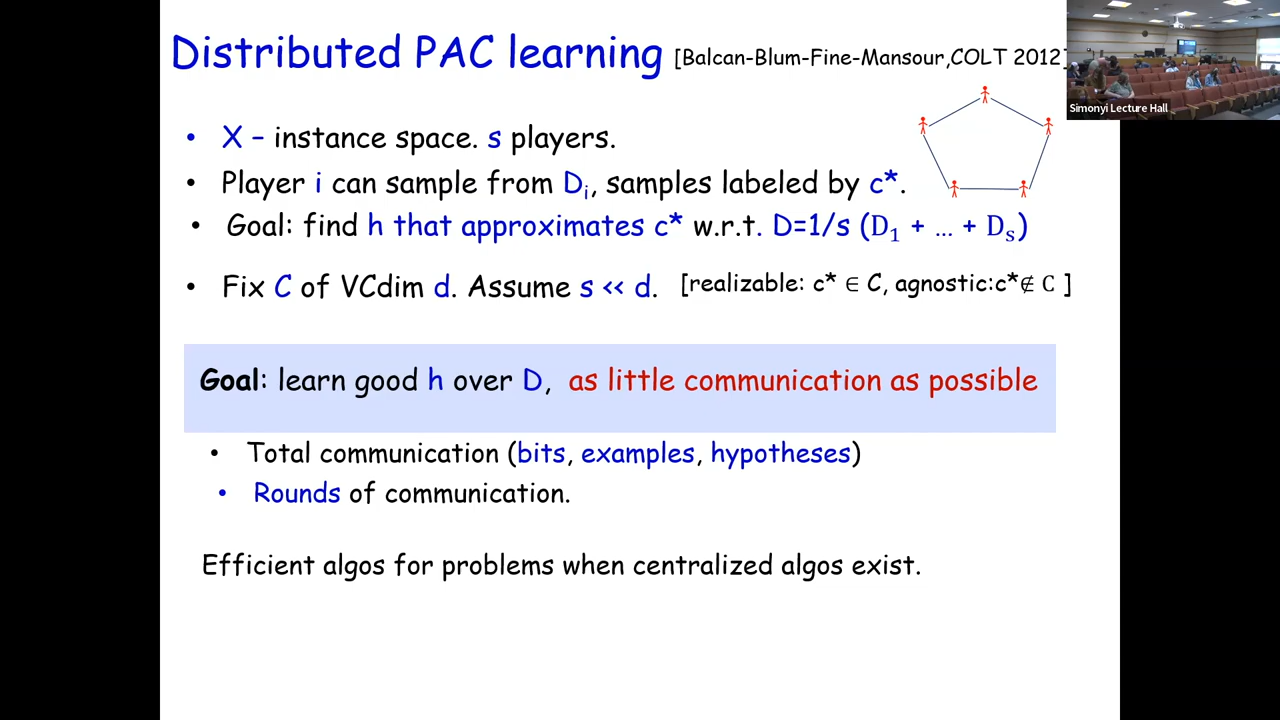 Distributed PAC learning [Balcan-Blum-Fine-Mansour,COLT 2012]
Simonyi Lecture Hall
• X – instance space. s players.
• Player i can sample from Dᵢ, samples labeled by c*.
• Goal: find h that approximates c* w.r.t. D=1/s (D₁ + … + Dₛ)
• Fix C of VCdim d. Assume s << d. [realizable: c* ∈ C, agnostic:c*∉ C ]
Goal: learn good h over D, as little communication as possible
• Total communication (bits, examples, hypotheses)
• Rounds of communication.
Efficient algos for problems when centralized algos exist.